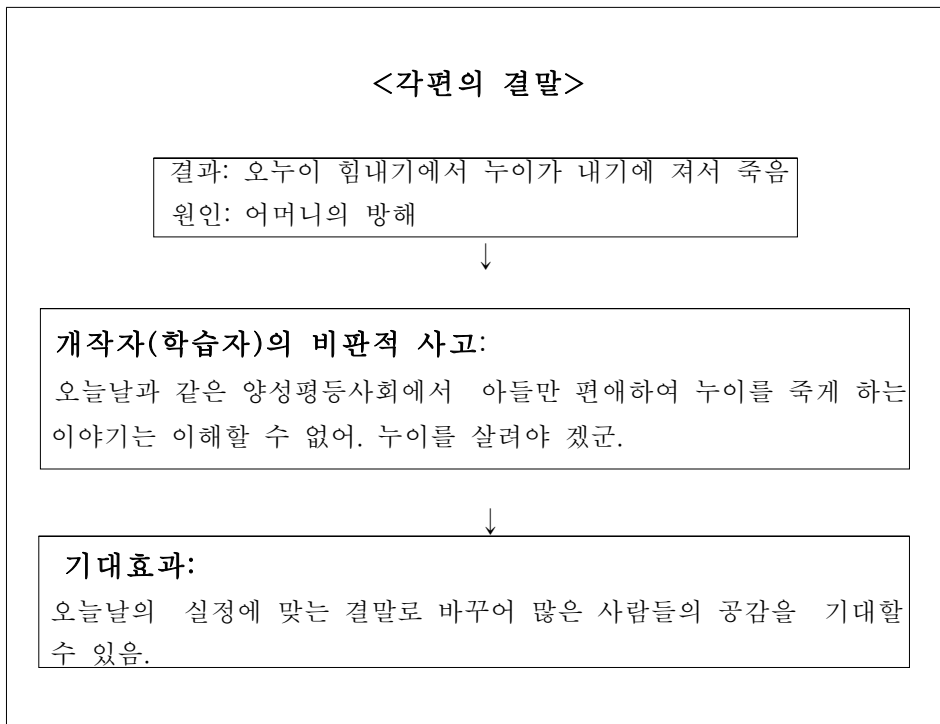 <각편의 결말>
결과: 오누이 힘내기에서 누이가 내기에 져서 죽음
원인: 어머니의 방해
↓
개작자(학습자)의 비판적 사고:
오늘날과 같은 양성평등사회에서 아들만 편애하여 누이를 죽게 하는
이야기는 이해할 수 없어. 누이를 살려야 겠군.
↓
기대효과:
오늘날의 실정에 맞는 결말로 바꾸어 많은 사람들의 공감을 기대할
수 있음.